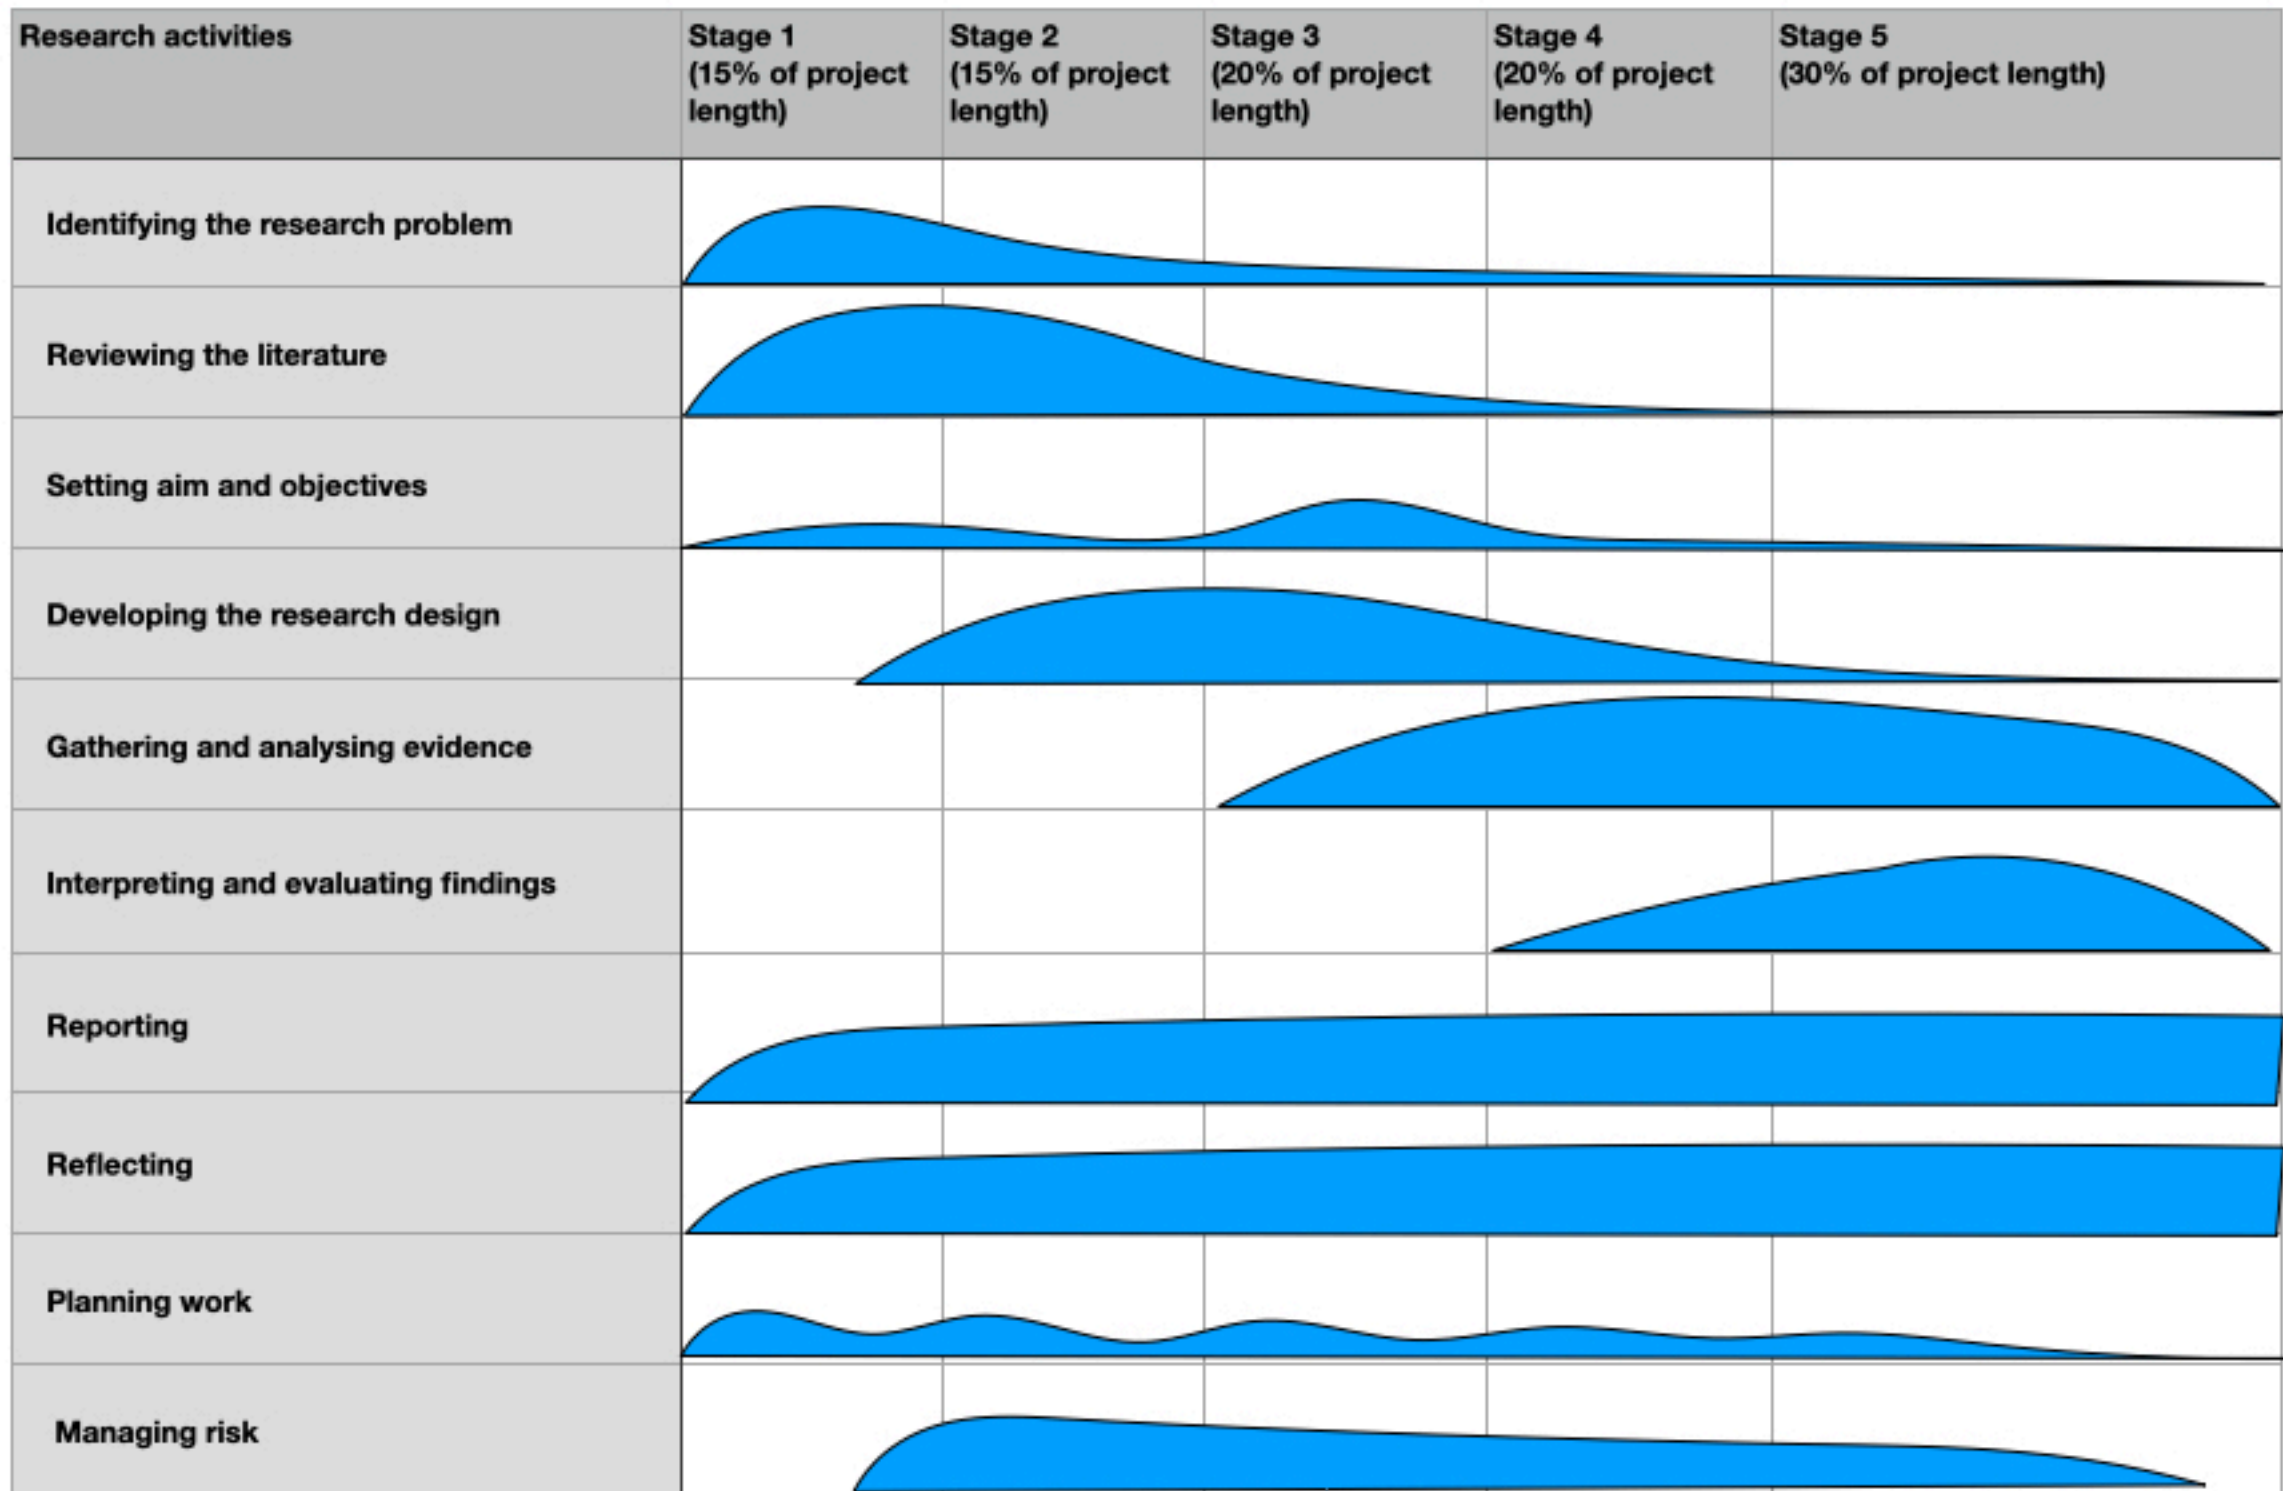 Research activities
Stage 1
(15% of project
length)
Stage 2
(15% of project
length)
Stage 3
(20% of project
length)
Stage 4
(20% of project
length)
Stage 5
(30% of project length)
Identifying the research problem
Reviewing the literature
Setting aim and objectives
Developing the research design
Gathering and analysing evidence
Interpreting and evaluating findings
Reporting
Reflecting
Planning work
Managing risk